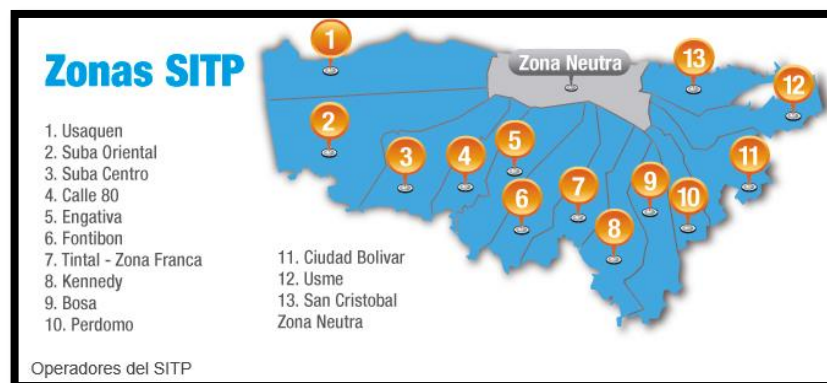 Zonas SITP
1. Usaquen
2. Suba Oriental
3. Suba Centro
4. Calle 80
5. Engativa
6. Fontibon
7. Tintal - Zona Franca
8. Kennedy
9. Bosa
10. Perdomo
11. Ciudad Bolivar
12. Usme
13. San Cristobal
Zona Neutra
1
2
3
4
5
6
7
8
9
10
11
12
13
Zona Neutra
Operadores del SITP